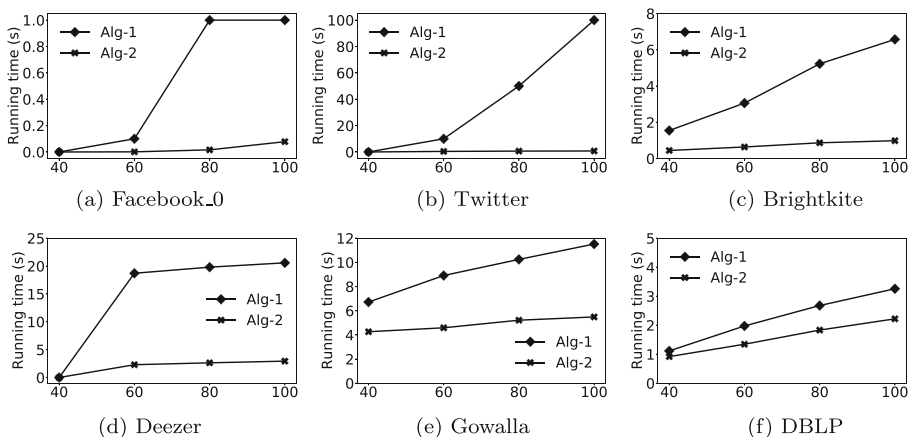 Running time (s)
1.0
0.8
0.6
0.4
0.2
0.0
Alg-1
Alg-2
40 60 80 100
(a) Facebook_0
Running time (s)
100
80
60
40
20
0
Alg-1
Alg-2
40 60 80 100
(b) Twitter
Running time (s)
8
6
4
2
0
Alg-1
Alg-2
40 60 80 100
(c) Brightkite
Running time (s)
25
20
15
10
5
0
Alg-1
Alg-2
40 60 80 100
(d) Deezer
Running time (s)
12
10
8
6
4
2
0
Alg-1
Alg-2
40 60 80 100
(e) Gowalla
Running time (s)
5
4
3
2
1
0
Alg-1
Alg-2
40 60 80 100
(f) DBLP